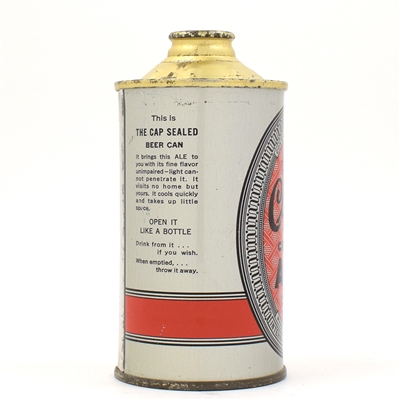 This is
THE CAP SEALED
BEER CAN
It brings this ALE to
you with its fine flavor
unimpaired—light can-
not penetrate it. It
visits no home but
yours. It cools quickly
and takes up little
space.
OPEN IT
LIKE A BOTTLE
Drink from it . . .
if you wish.
When emptied, . . .
throw it away.